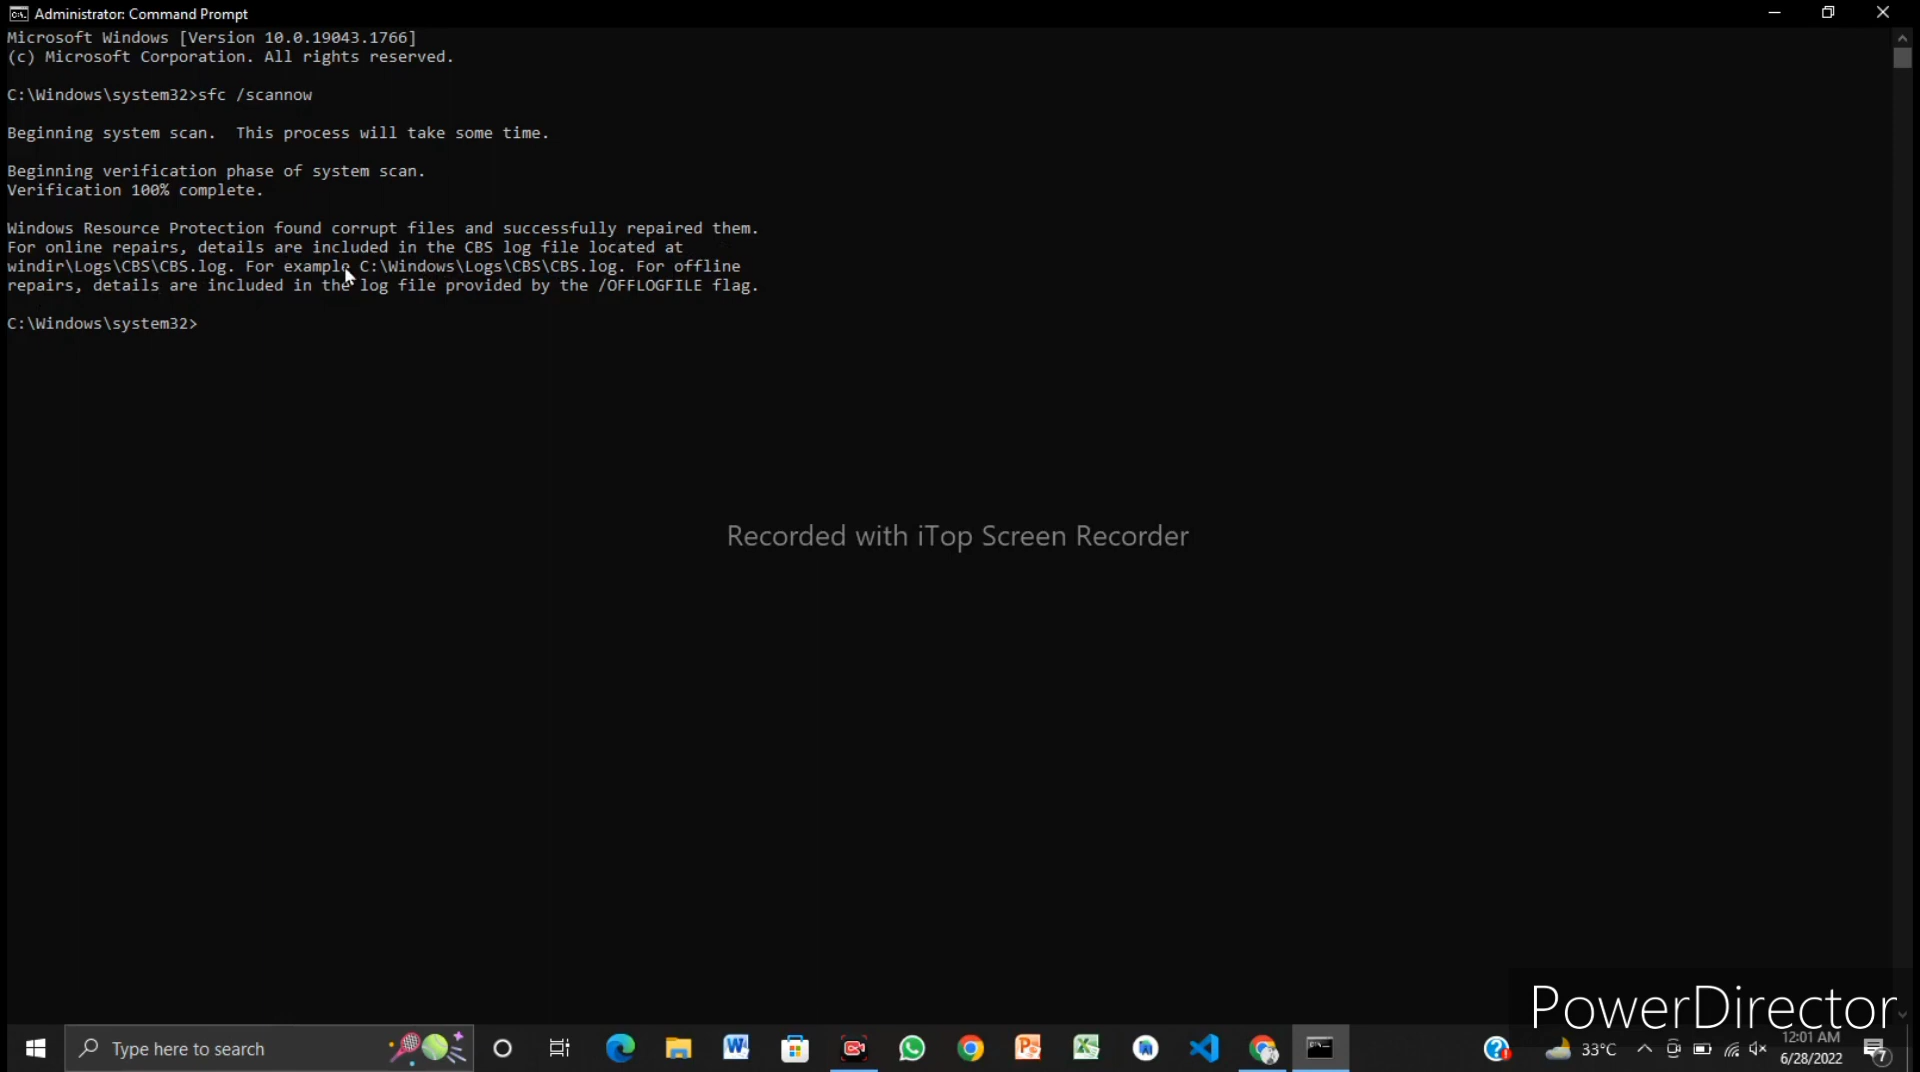 Administrator: Command Prompt
Microsoft Windows [Version 10.0.19043.1766]
(c) Microsoft Corporation. All rights reserved.
C:\Windows\system32>sfc /scannow
Beginning system scan.  This process will take some time.
Beginning verification phase of system scan.
Verification 100% complete.
Windows Resource Protection found corrupt files and successfully repaired them.
For online repairs, details are included in the CBS log file located at
windir\Logs\CBS\CBS.log. For example C:\Windows\Logs\CBS\CBS.log. For offline
repairs, details are included in the log file provided by the /OFFLOGFILE flag.
C:\Windows\system32>
Recorded with iTop Screen Recorder
PowerDirector
Type here to search
33°C
12:01 AM
6/28/2022
7